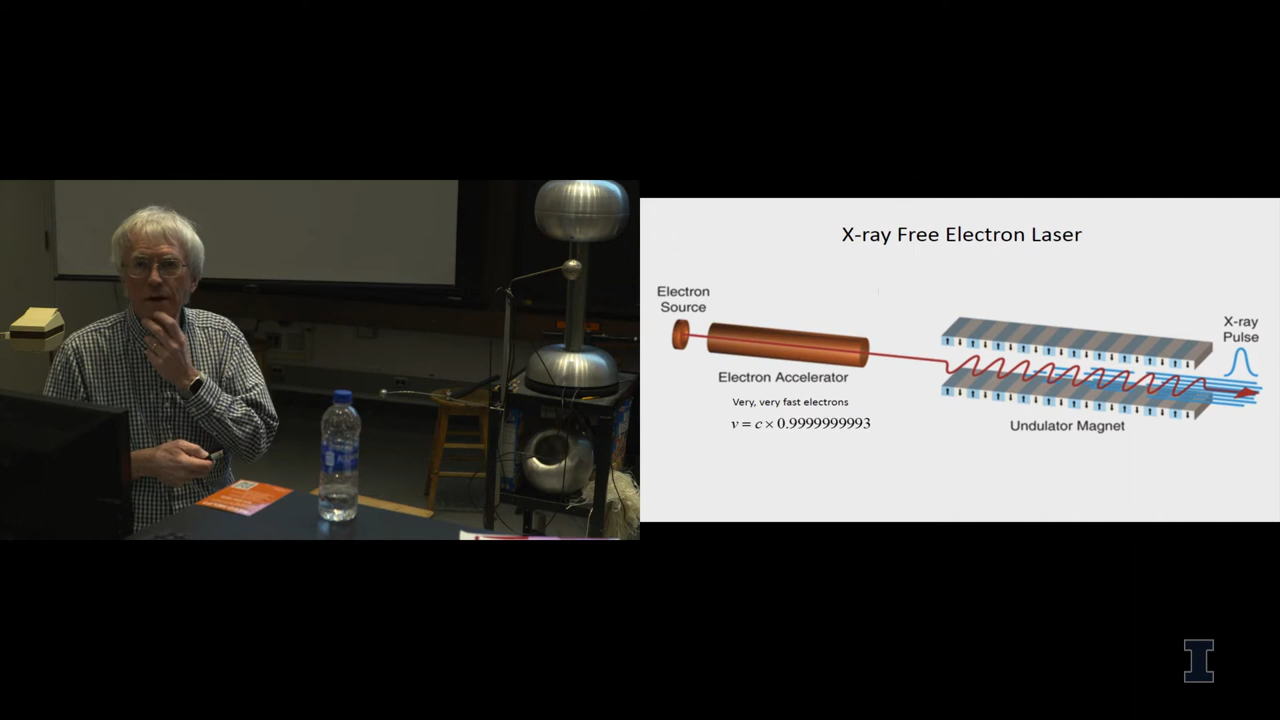 X-ray Free Electron Laser
Electron
Source
X-ray
Pulse
Electron Accelerator
Very, very fast electrons
v = c × 0.9999999993
Undulator Magnet
I